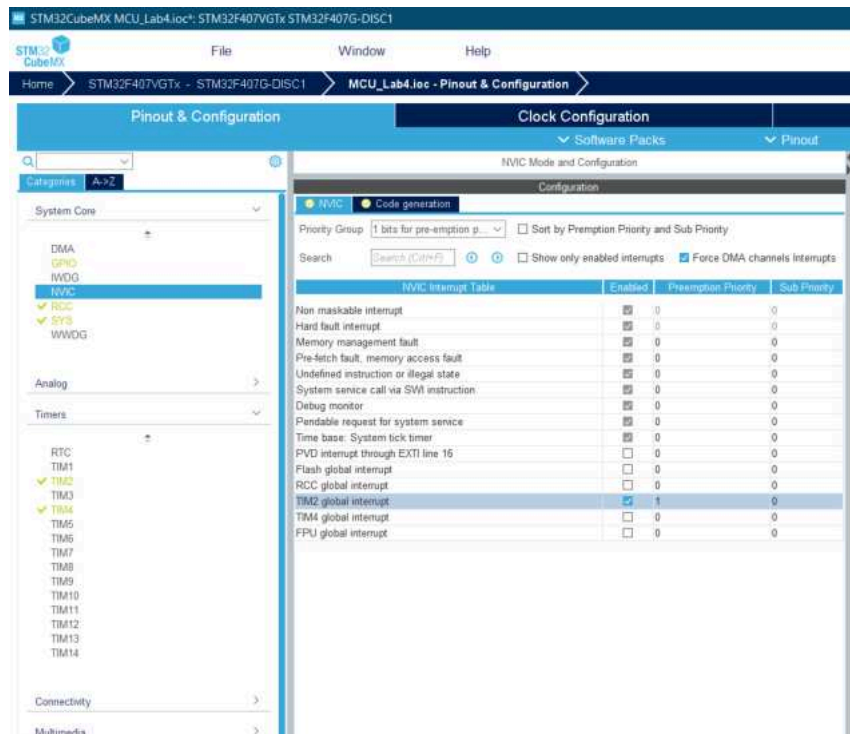 STM32CubeMX MCU_Lab4.ioc*: STM32F407VGTx STM32F407G-DISC1
STM32 CubeMX
File Window Help
Home STM32F407VGTx - STM32F407G-DISC1 MCU_Lab4.ioc - Pinout & Configuration
Pinout & Configuration Clock Configuration
Software Packs Pinout
NVIC Mode and Configuration
Categories A->Z
System Core
DMA
GPIO
IWDG
NVIC
RCC
SYS
WWDG
Analog
Timers
RTC
TIM1
TIM2
TIM3
TIM4
TIM5
TIM6
TIM7
TIM8
TIM9
TIM10
TIM11
TIM12
TIM13
TIM14
Connectivity
Multimedia
Configuration
NVIC Code generation
Priority Group 1 bits for pre-emption p... Sort by Premption Priority and Sub Priority
Search Search (Ctrl+F) Show only enabled interrupts Force DMA channels Interrupts
NVIC Interrupt Table Enabled Preemption Priority Sub Priority
Non maskable interrupt 0 0
Hard fault interrupt 0 0
Memory management fault 0 0
Pre-fetch fault, memory access fault 0 0
Undefined instruction or illegal state 0 0
System service call via SWI instruction 0 0
Debug monitor 0 0
Pendable request for system service 0 0
Time base: System tick timer 0 0
PVD interrupt through EXTI line 16 0 0
Flash global interrupt 0 0
RCC global interrupt 0 0
TIM2 global interrupt 1 0
TIM4 global interrupt 0 0
FPU global interrupt 0 0